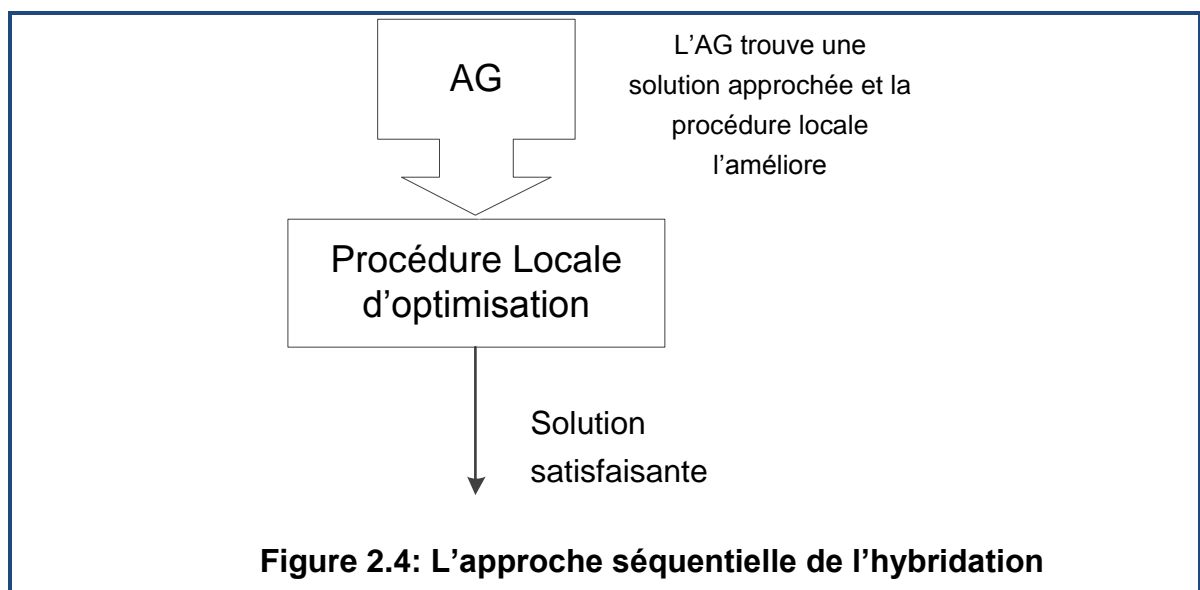 AG
L’AG trouve une
solution approchée et la
procédure locale
l’améliore
Procédure Locale
d’optimisation
Solution
satisfaisante
Figure 2.4: L’approche séquentielle de l’hybridation